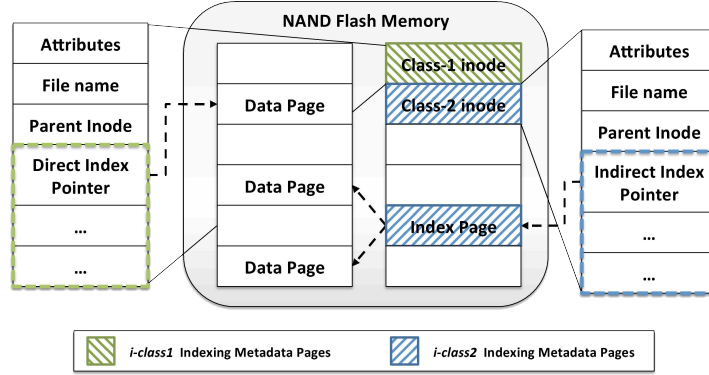 NAND Flash Memory
Attributes
File name
Parent Inode
Direct Index
Pointer
...
...
Data Page
Data Page
Data Page
Class-1 inode
Class-2 inode
Index Page
Attributes
File name
Parent Inode
Indirect Index
Pointer
...
...
i-class1 Indexing Metadata Pages
i-class2 Indexing Metadata Pages